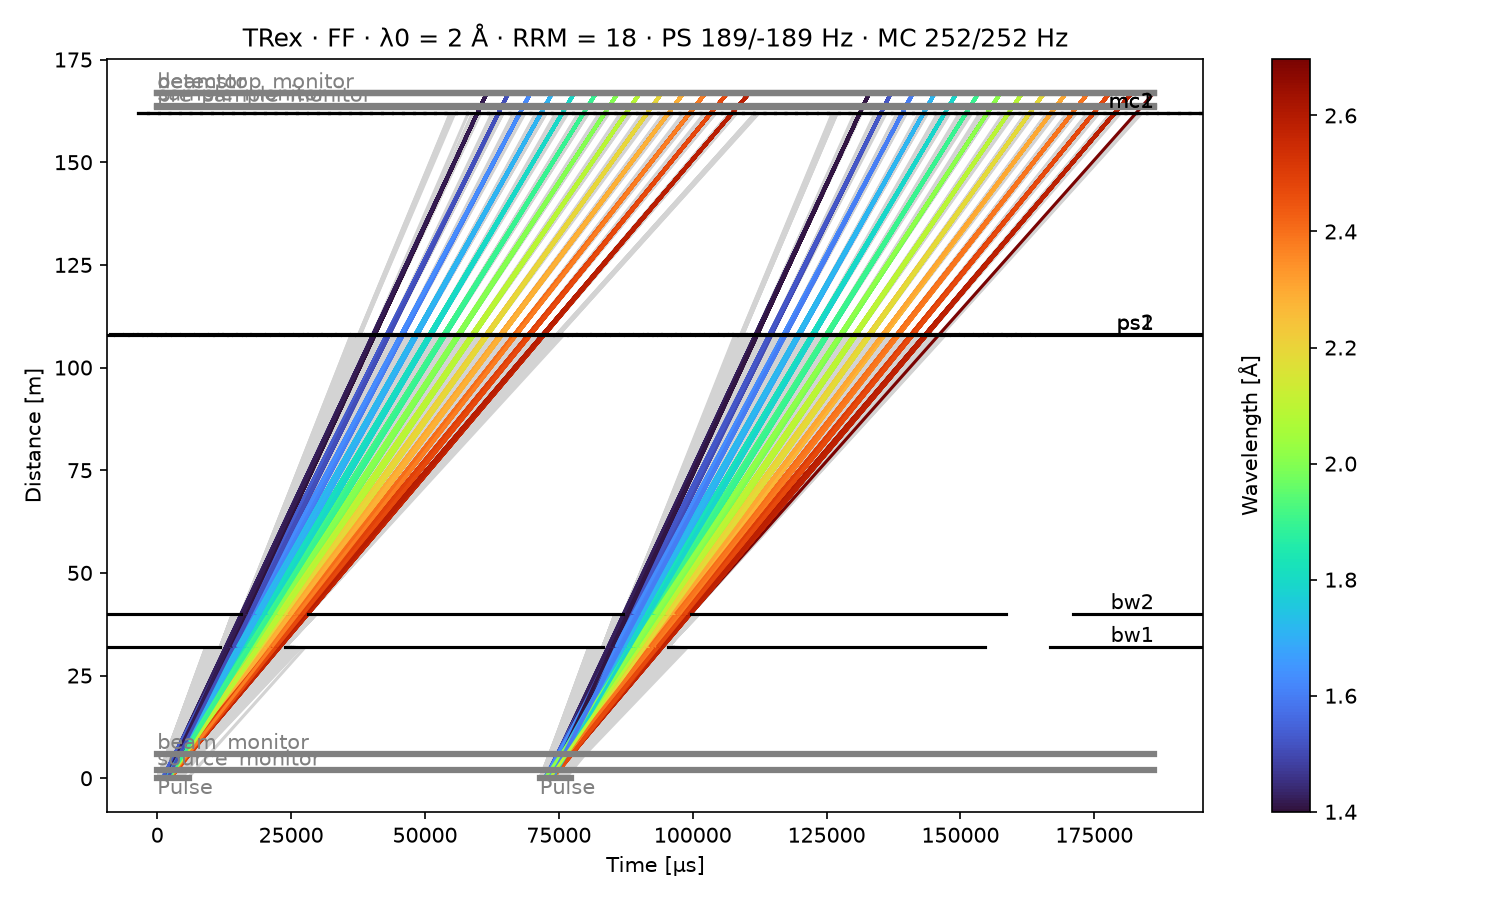 TRex · FF · λ0 = 2 Å · RRM = 18 · PS 189/-189 Hz · MC 252/252 Hz
175
150
125
100
75
50
25
0
Distance [m]
beamstop_monitor
mc2
ps2
bw2
bw1
beam_monitor
source_monitor
Pulse
Pulse
0
25000
50000
75000
100000
125000
150000
175000
Time [µs]
2.6
2.4
2.2
2.0
1.8
1.6
1.4
Wavelength [Å]